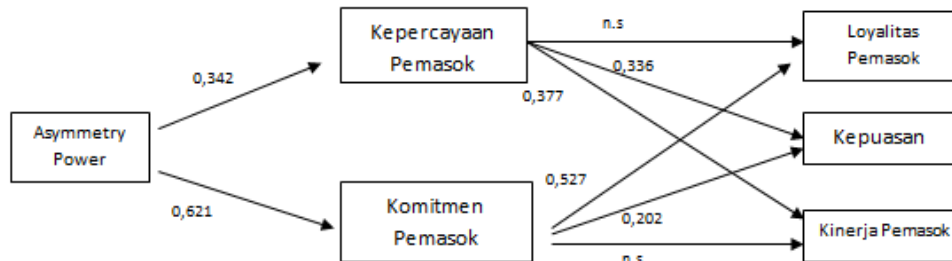 n.s
Kepercayaan
Pemasok
Loyalitas
Pemasok
0,336
0,342
0,377
Asymmetry
Power
Kepuasan
0,527
0,621
Komitmen
Pemasok
0,202
Kinerja Pemasok
n.s